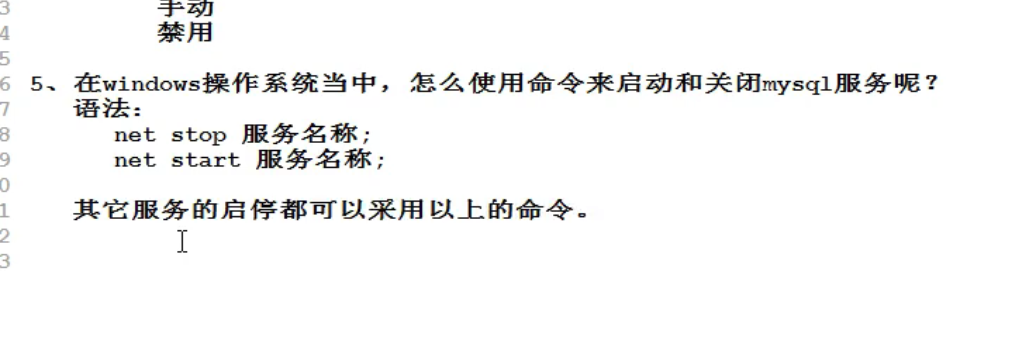 3 手动
4 禁用
5
6 5、在windows操作系统当中，怎么使用命令来启动和关闭mysql服务呢？
7 语法：
8 net stop 服务名称;
9 net start 服务名称;
0
1 其它服务的启停都可以采用以上的命令。
2
3